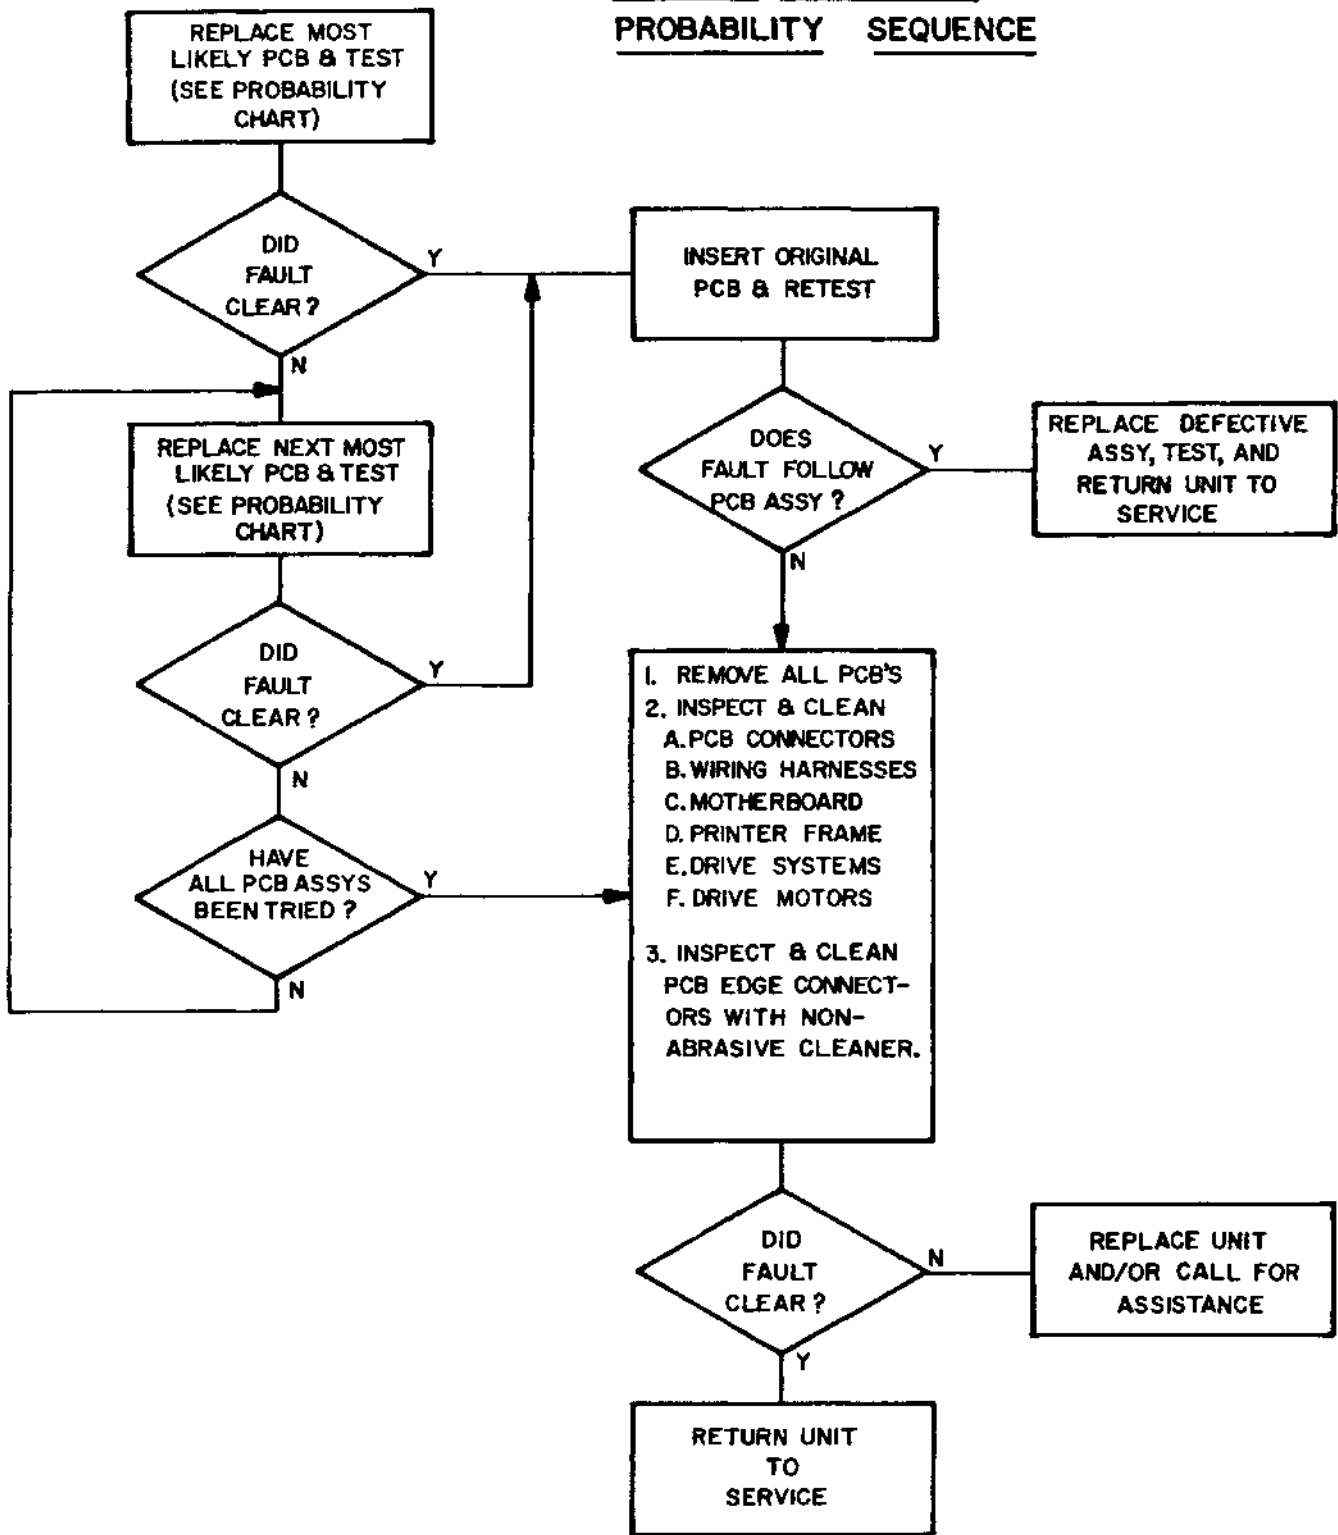 PROBABILITY SEQUENCE
REPLACE MOST
LIKELY PCB & TEST
(SEE PROBABILITY
CHART)
DID
FAULT
CLEAR?
Y
N
INSERT ORIGINAL
PCB & RETEST
REPLACE NEXT MOST
LIKELY PCB & TEST
(SEE PROBABILITY
CHART)
DOES
FAULT FOLLOW
PCB ASSY?
Y
N
REPLACE DEFECTIVE
ASSY, TEST, AND
RETURN UNIT TO
SERVICE
DID
FAULT
CLEAR?
Y
N
HAVE
ALL PCB ASSYS
BEEN TRIED?
Y
N
1. REMOVE ALL PCB'S
2. INSPECT & CLEAN
A. PCB CONNECTORS
B. WIRING HARNESSES
C. MOTHERBOARD
D. PRINTER FRAME
E. DRIVE SYSTEMS
F. DRIVE MOTORS
3. INSPECT & CLEAN
PCB EDGE CONNECT-
ORS WITH NON-
ABRASIVE CLEANER.
DID
FAULT
CLEAR?
N
Y
REPLACE UNIT
AND/OR CALL FOR
ASSISTANCE
RETURN UNIT
TO
SERVICE